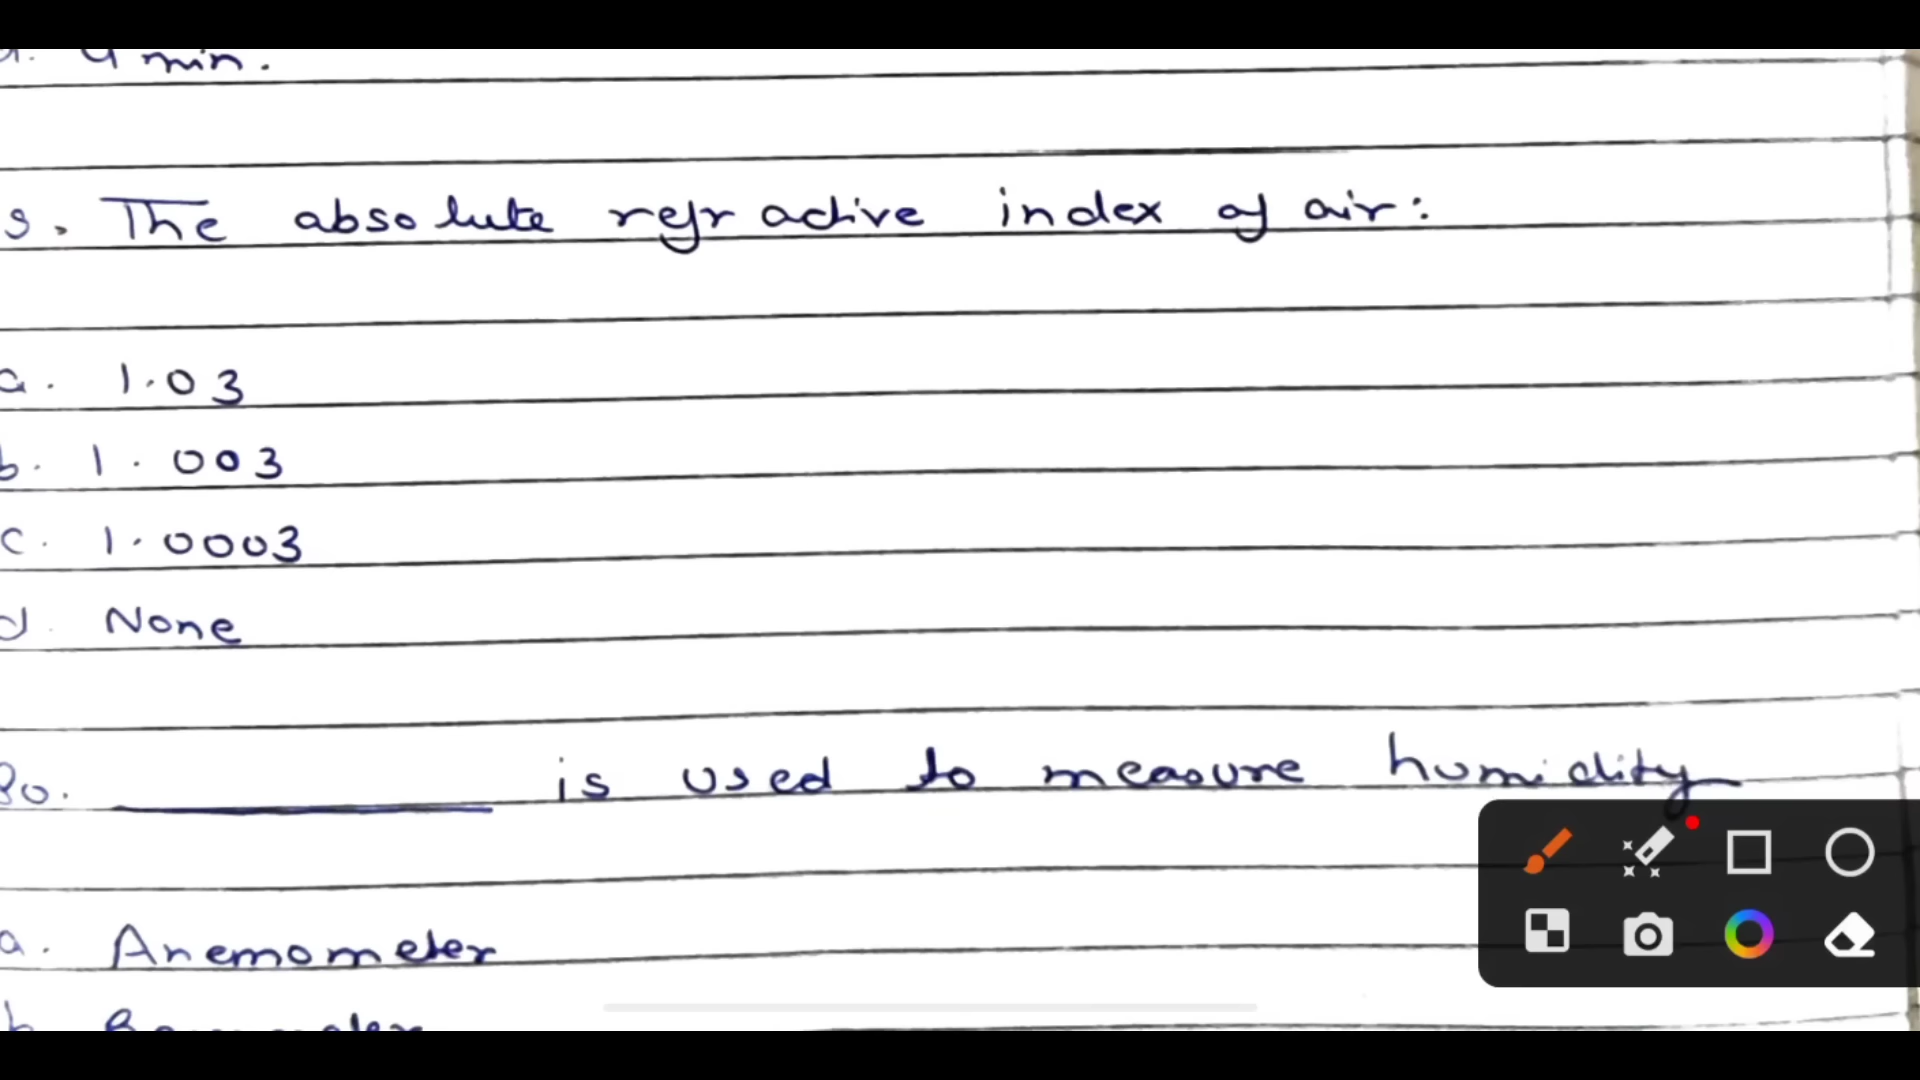 4 min.
s. The absolute refractive index of air:
a. 1.03
b. 1.003
c. 1.0003
d. None
80. ________ is used to measure humidity
a. Anemometer
b.